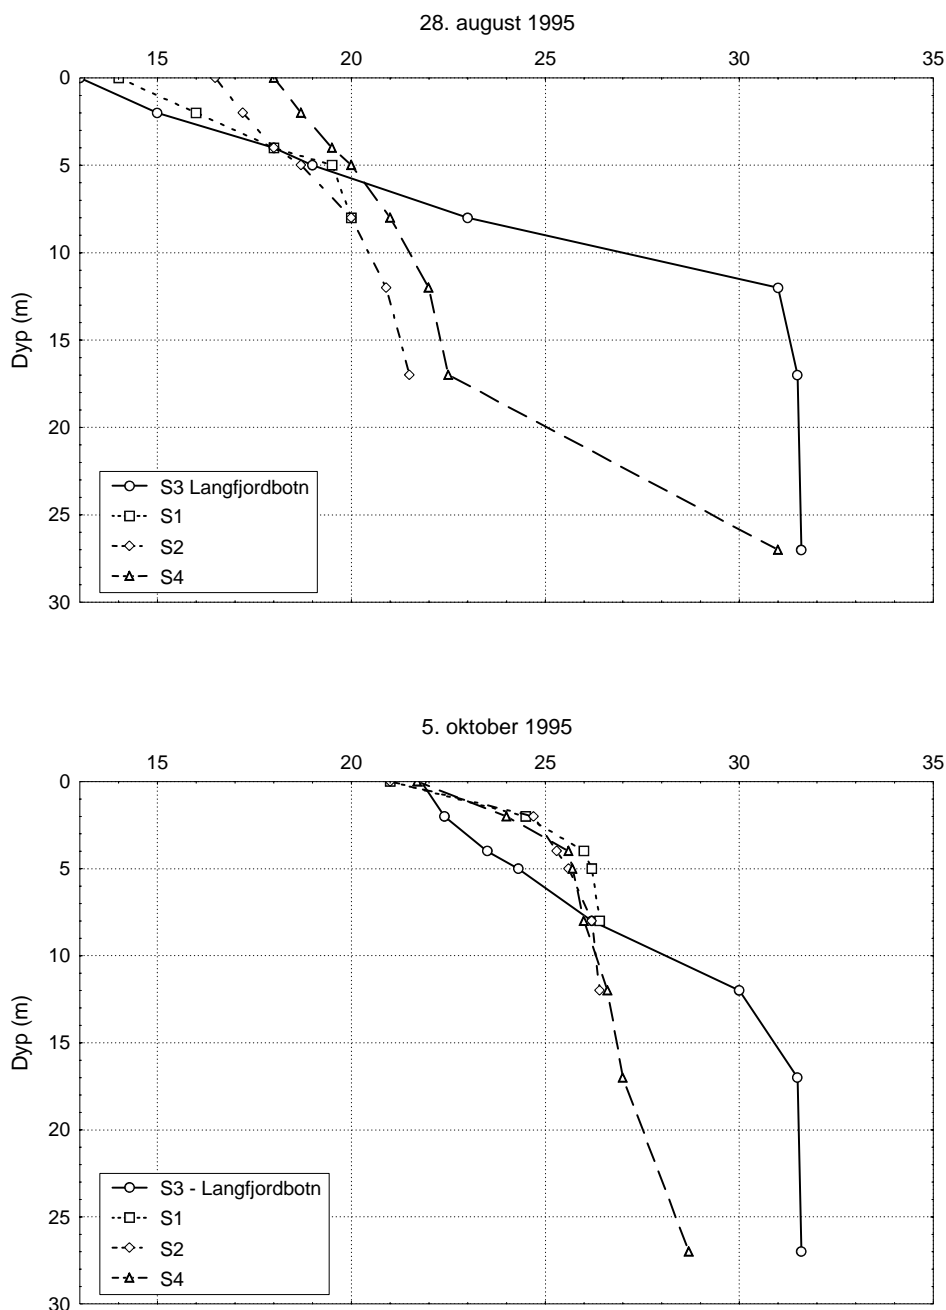 28. august 1995
15 20 25 30 35
0
5
10
15
20
25
30
Dyp (m)
S3 Langfjordbotn
S1
S2
S4
5. oktober 1995
15 20 25 30 35
0
5
10
15
20
25
30
Dyp (m)
S3 - Langfjordbotn
S1
S2
S4